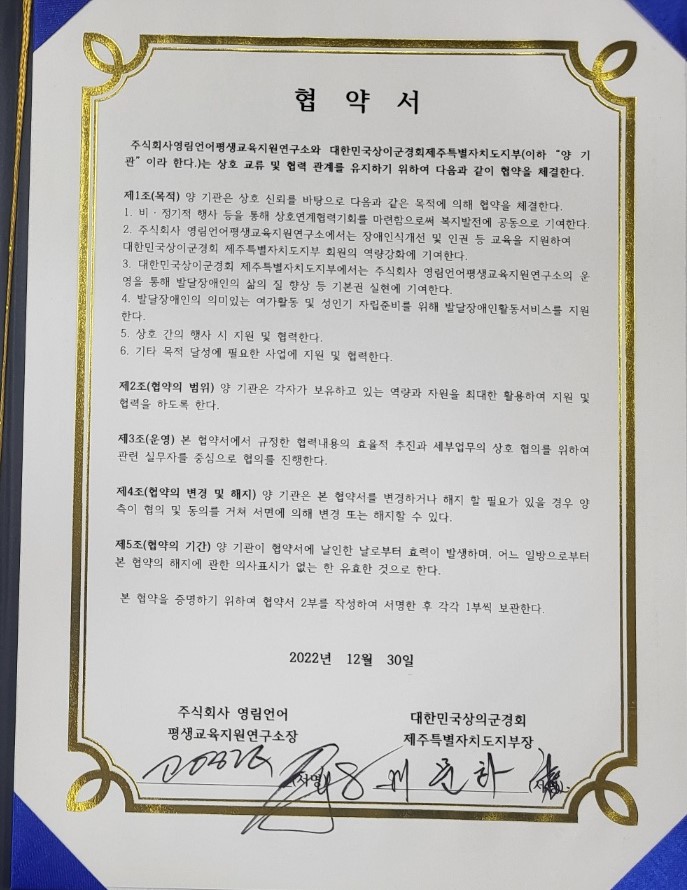 협 약 서
주식회사영림언어평생교육지원연구소와 대한민국상이군경회제주특별자치도지부(이하 “양 기
관”이라 한다.)는 상호 교류 및 협력 관계를 유지하기 위하여 다음과 같이 협약을 체결한다.
제1조(목적) 양 기관은 상호 신뢰를 바탕으로 다음과 같은 목적에 의해 협약을 체결한다.
1. 비·정기적 행사 등을 통해 상호연계협력기회를 마련함으로써 복지발전에 공동으로 기여한다.
2. 주식회사 영림언어평생교육지원연구소에서는 장애인식개선 및 인권 등 교육을 지원하여
대한민국상이군경회 제주특별자치도지부 회원의 역량강화에 기여한다.
3. 대한민국상이군경회 제주특별자치도지부에서는 주식회사 영림언어평생교육지원연구소의 운
영을 통해 발달장애인의 삶의 질 향상 등 기본권 실현에 기여한다.
4. 발달장애인의 의미있는 여가활동 및 성인기 자립준비를 위해 발달장애인활동서비스를 지원
한다.
5. 상호 간의 행사 시 지원 및 협력한다.
6. 기타 목적 달성에 필요한 사업에 지원 및 협력한다.
제2조(협약의 범위) 양 기관은 각자가 보유하고 있는 역량과 자원을 최대한 활용하여 지원 및
협력을 하도록 한다.
제3조(운영) 본 협약서에서 규정한 협력내용의 효율적 추진과 세부업무의 상호 협의를 위하여
관련 실무자를 중심으로 협의를 진행한다.
제4조(협약의 변경 및 해지) 양 기관은 본 협약서를 변경하거나 해지 할 필요가 있을 경우 양
측이 협의 및 동의를 거쳐 서면에 의해 변경 또는 해지할 수 있다.
제5조(협약의 기간) 양 기관이 협약서에 날인한 날로부터 효력이 발생하며, 어느 일방으로부터
본 협약의 해지에 관한 의사표시가 없는 한 유효한 것으로 한다.
본 협약을 증명하기 위하여 협약서 2부를 작성하여 서명한 후 각각 1부씩 보관한다.
2022년 12월 30일
주식회사 영림언어
평생교육지원연구소장
대한민국상의군경회
제주특별자치도지부장